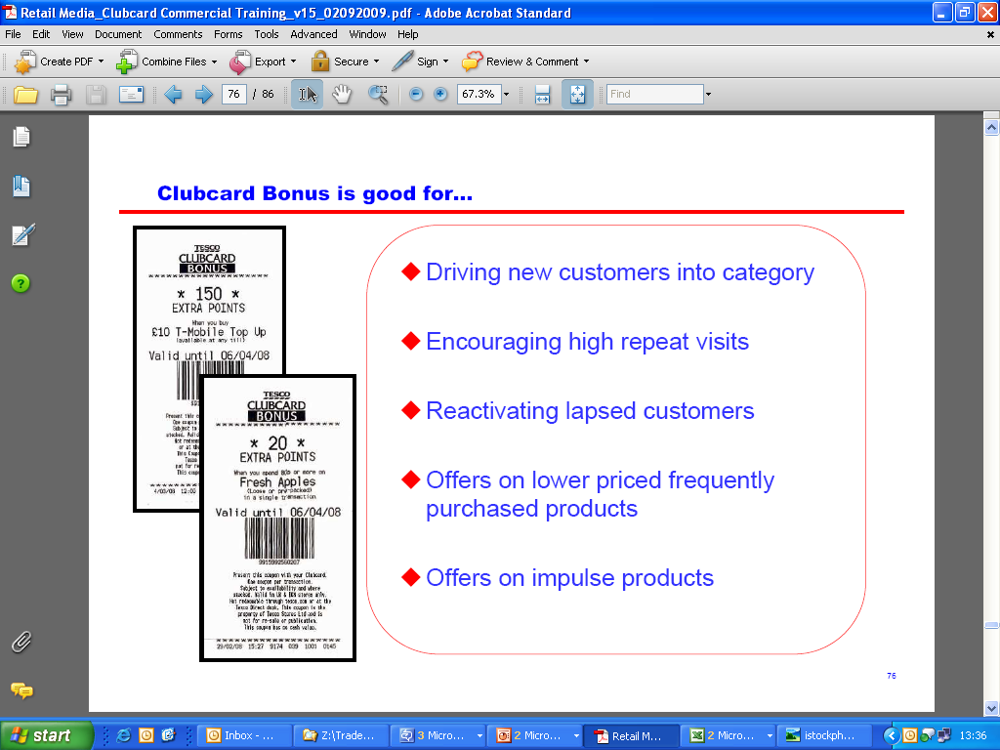 Retail Media_Clubcard Commercial Training_v15_02092009.pdf - Adobe Acrobat Standard
File Edit View Document Comments Forms Tools Advanced Window Help
Create PDF Combine Files Export Secure Sign Review & Comment
76 / 86 67.3% Find
Clubcard Bonus is good for...
TESCO
CLUBCARD
BONUS
* 150 *
EXTRA POINTS
When you buy
£10 T-Mobile Top Up
(available at any till)
Valid until 06/04/08
TESCO
CLUBCARD
BONUS
* 20 *
EXTRA POINTS
When you spend 80p or more on
Fresh Apples
(Loose or pre-packed)
in a single transaction
Valid until 06/04/08
9915992560207
Present this coupon with your Clubcard.
One coupon per transaction.
Subject to availability and where
stocked. Valid in UK & ROI stores only.
Not redeemable through tesco.com or at the
Tesco Direct desk. This coupon is the
property of Tesco Stores Ltd and is
not for re-sale or publication.
This coupon has no cash value.
29/02/08 15:27 9174 039 1001 0145
Driving new customers into category
Encouraging high repeat visits
Reactivating lapsed customers
Offers on lower priced frequently
purchased products
Offers on impulse products
76
start Inbox - ... Z:\Trade... 3 Micro... 2 Micro... Retail M... 2 Micro... istockph... 13:36